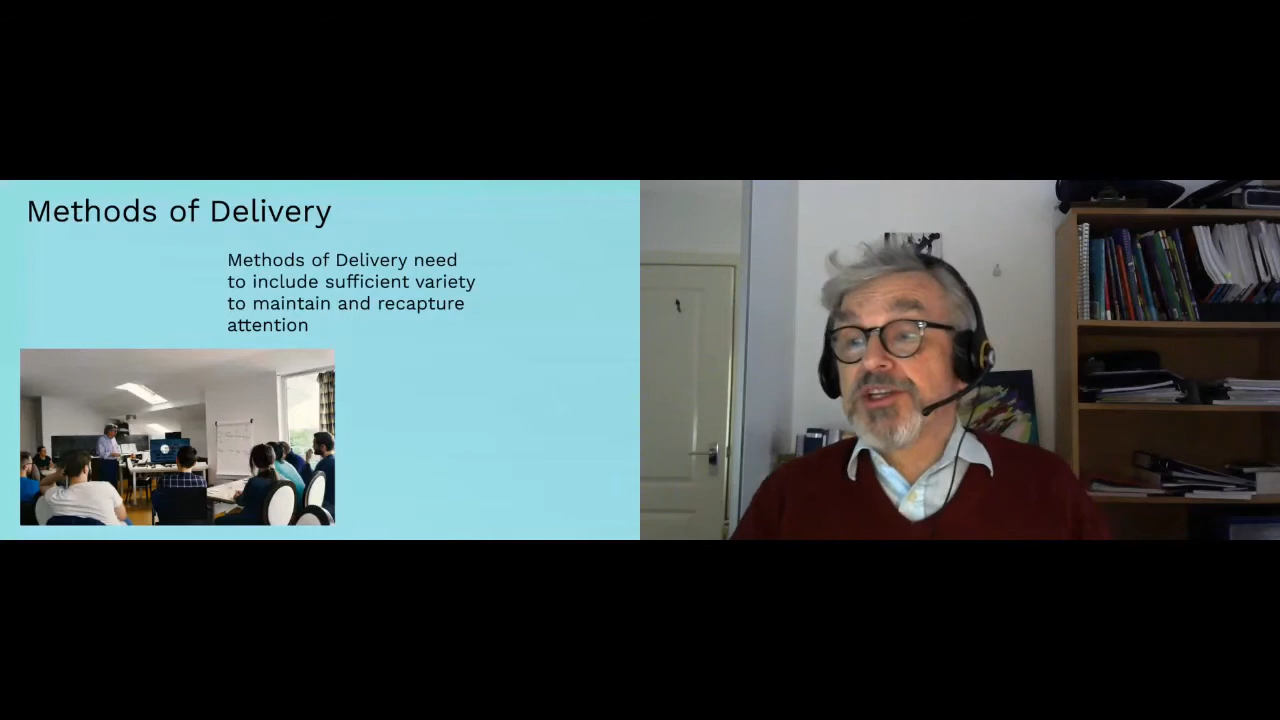 Methods of Delivery
Methods of Delivery need
to include sufficient variety
to maintain and recapture
attention